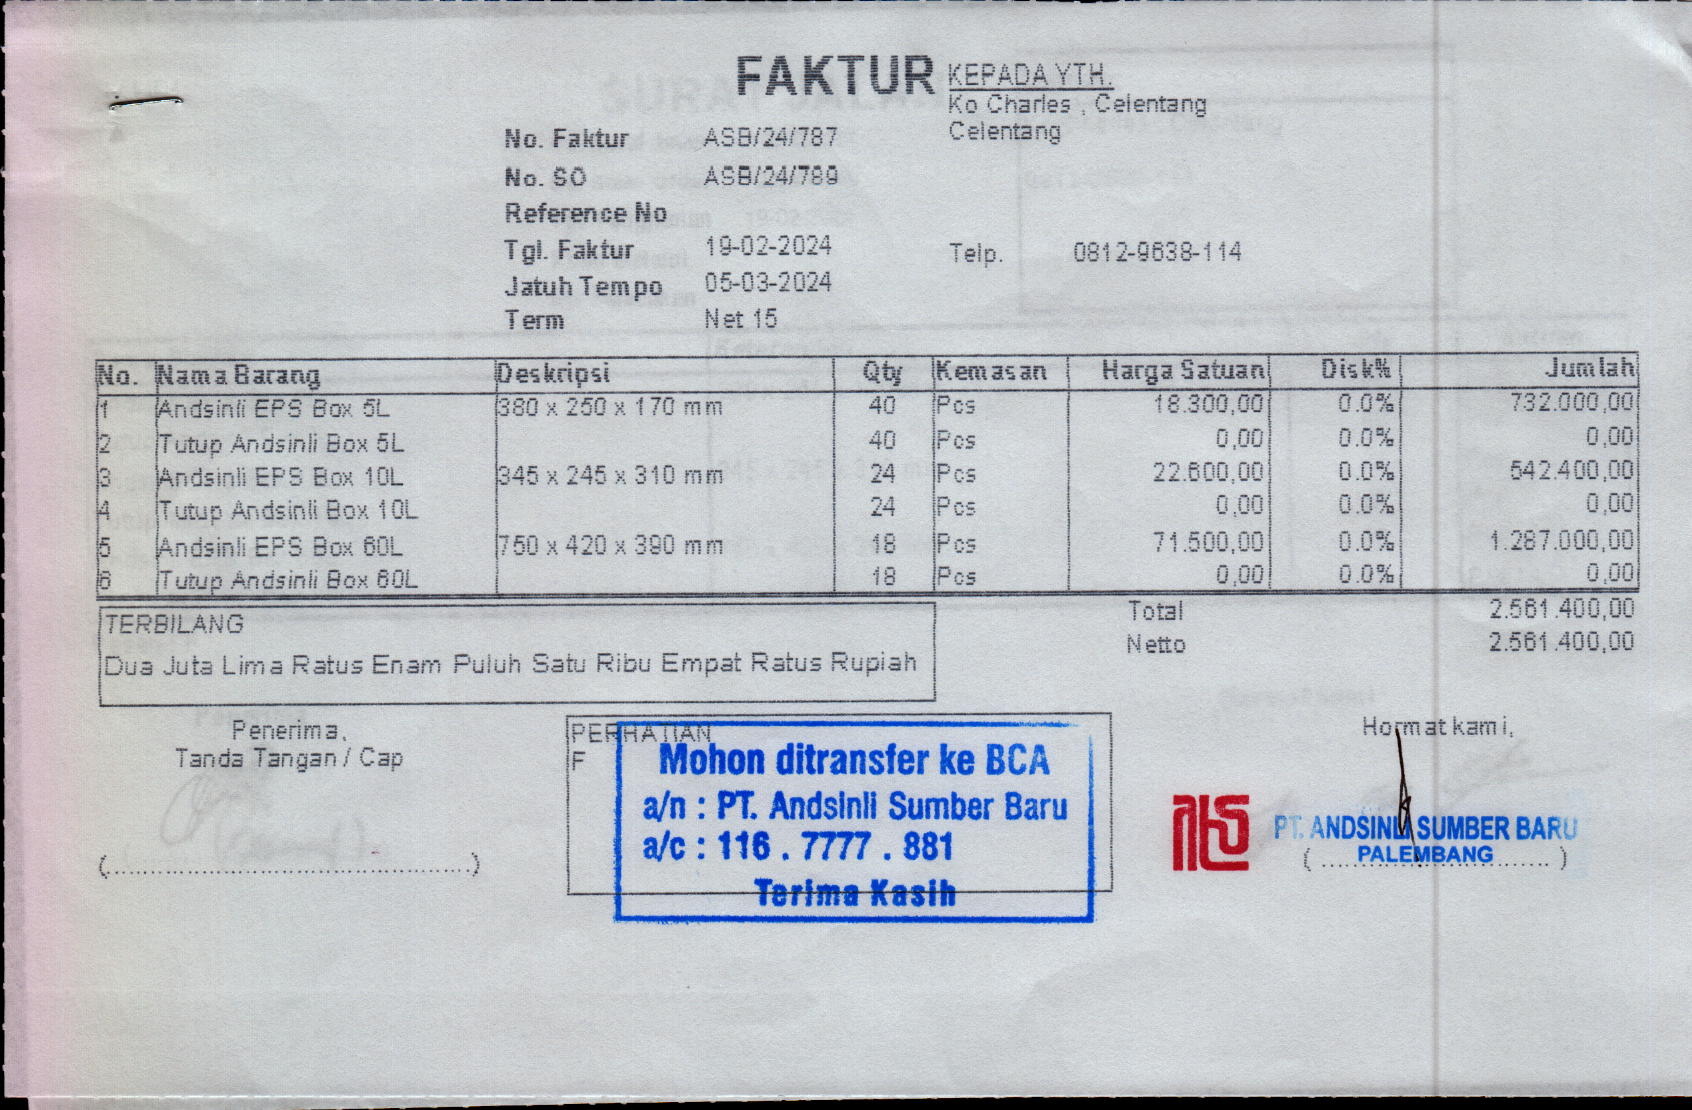 FAKTUR
KEPADA YTH.
Ko Charles , Celentang
Celentang
No. Faktur ASB/24/787
No. SO ASB/24/789
Reference No
Tgl. Faktur 19-02-2024
Telp. 0812-9638-114
Jatuh Tempo 05-03-2024
Term Net 15
No. Nama Barang Deskripsi Qty Kemasan Harga Satuan Disk% Jumlah
1 Andsinli EPS Box 5L 380 x 250 x 170 mm 40 Pcs 18.300,00 0.0% 732.000,00
2 Tutup Andsinli Box 5L 40 Pcs 0,00 0.0% 0,00
3 Andsinli EPS Box 10L 345 x 245 x 310 mm 24 Pcs 22.600,00 0.0% 542.400,00
4 Tutup Andsinli Box 10L 24 Pcs 0,00 0.0% 0,00
5 Andsinli EPS Box 60L 750 x 420 x 390 mm 18 Pcs 71.500,00 0.0% 1.287.000,00
6 Tutup Andsinli Box 60L 18 Pcs 0,00 0.0% 0,00
Total 2.561.400,00
Netto 2.561.400,00
TERBILANG
Dua Juta Lima Ratus Enam Puluh Satu Ribu Empat Ratus Rupiah
Penerima,
Tanda Tangan / Cap
PERHATIAN
F
Mohon ditransfer ke BCA
a/n : PT. Andsinli Sumber Baru
a/c : 116 . 7777 . 881
Terima Kasih
Hormat kami,
PT. ANDSINLI SUMBER BARU
PALEMBANG